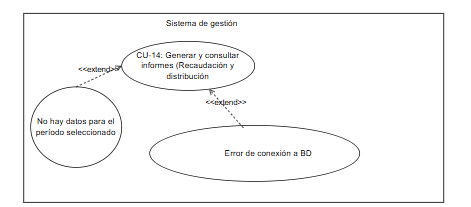 Sistema de gestión
CU-14: Generar y consultar
informes (Recaudación y
distribución
<<extend>>
<<extend>>
No hay datos para el
período seleccionado
Error de conexión a BD